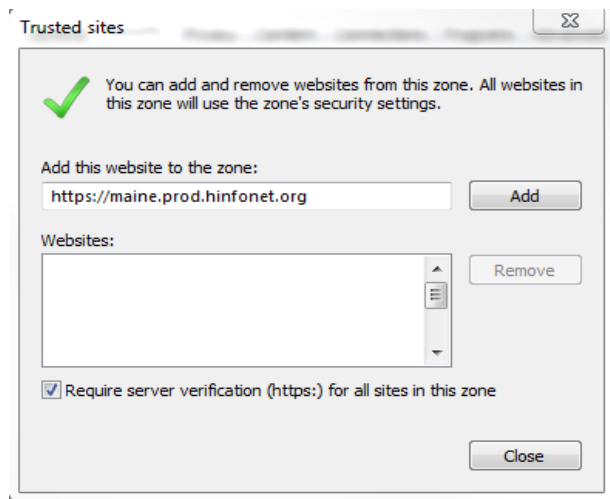 Trusted sites
You can add and remove websites from this zone. All websites in
this zone will use the zone's security settings.
Add this website to the zone:
https://maine.prod.hinfonet.org
Add
Websites:
Remove
Require server verification (https:) for all sites in this zone
Close